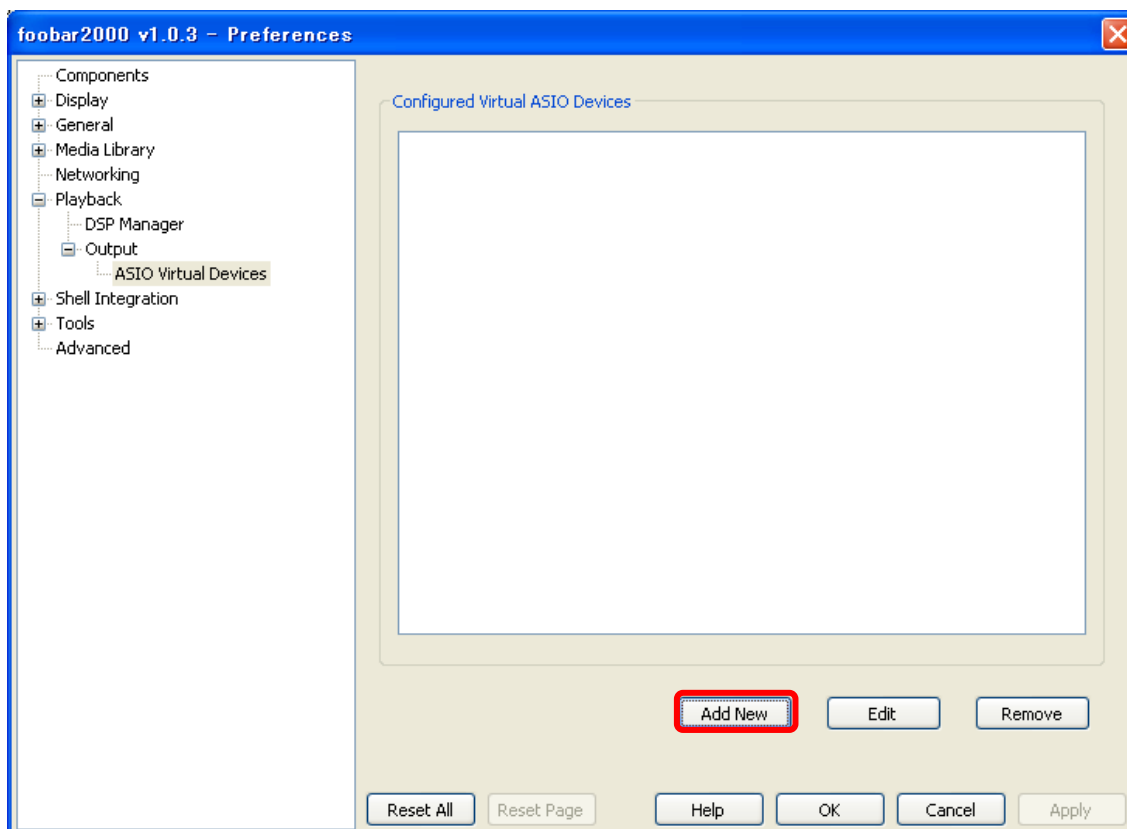 foobar2000 v1.0.3 - Preferences
Components
Display
General
Media Library
Networking
Playback
DSP Manager
Output
ASIO Virtual Devices
Shell Integration
Tools
Advanced
Configured Virtual ASIO Devices
Add New Edit Remove
Reset All Reset Page Help OK Cancel Apply